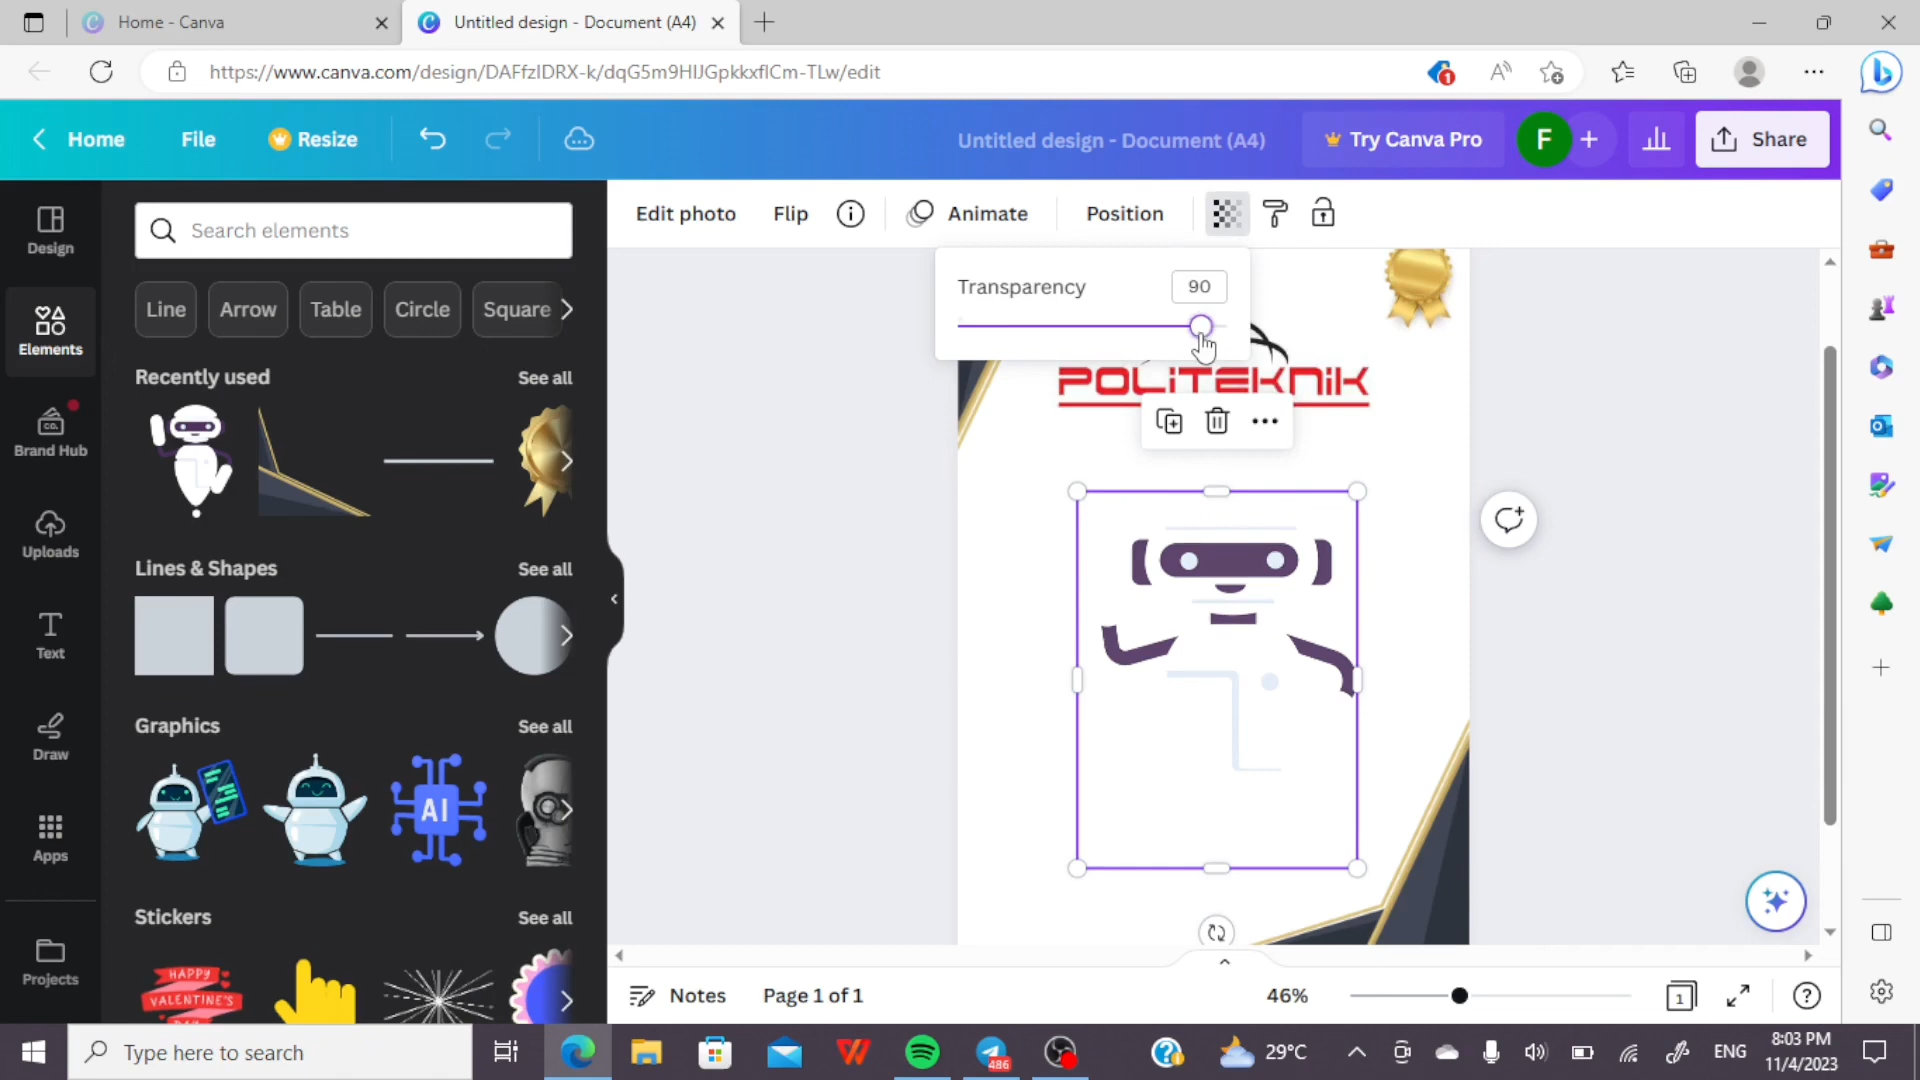 Home - Canva
Untitled design - Document (A4)
https://www.canva.com/design/DAFfzIDRX-k/dqG5m9HIJGpkkxflCm-TLw/edit
1
Home
File
Resize
Untitled design - Document (A4)
Try Canva Pro
F
Share
Design
Elements
Brand Hub
CO.
Uploads
Text
Draw
Apps
Projects
Search elements
Line
Arrow
Table
Circle
Square
Recently used
See all
Lines & Shapes
See all
Graphics
See all
AI
Stickers
See all
HAPPY
VALENTINE'S
Edit photo
Flip
Animate
Position
Transparency
90
POLITEKNIK
Notes
Page 1 of 1
46%
1
Type here to search
486
29°C
ENG
8:03 PM
11/4/2023